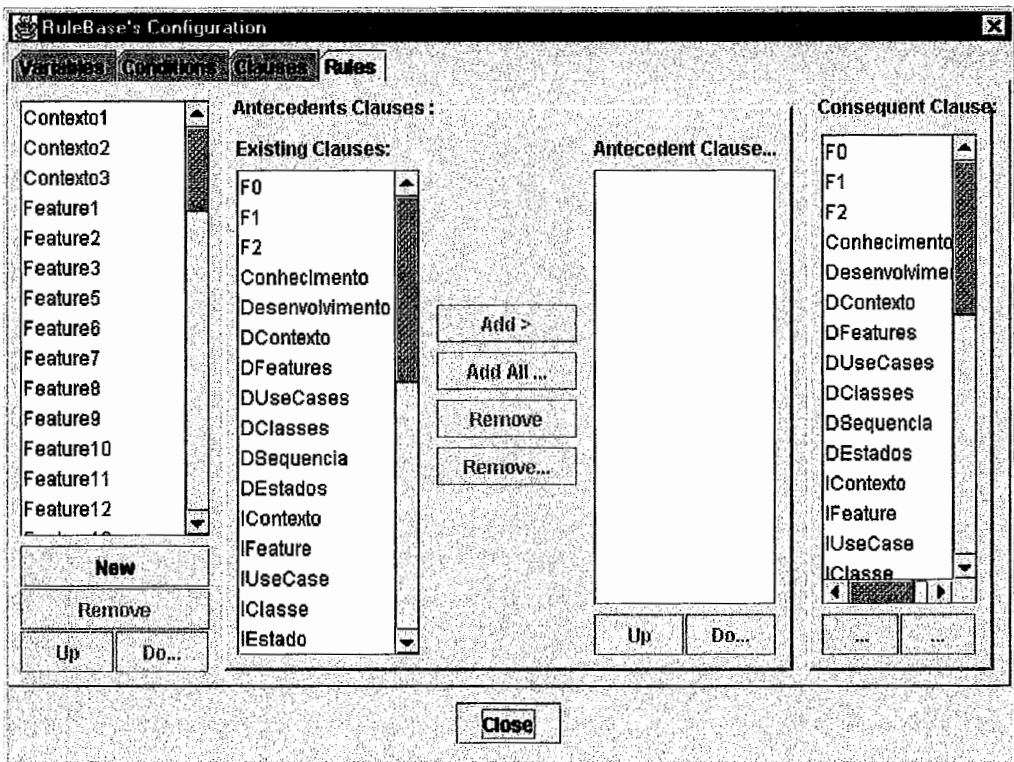 RuleBase's Configuration
Variables Conditions Clauses Rules
Contexto1
Contexto2
Contexto3
Feature1
Feature2
Feature3
Feature5
Feature6
Feature7
Feature8
Feature9
Feature10
Feature11
Feature12
New
Remove
Up Do...
Antecedents Clauses :
Existing Clauses:
F0
F1
F2
Conhecimento
Desenvolvimento
DContexto
DFeatures
DUseCases
DClasses
DSequencia
DEstados
IContexto
IFeature
IUseCase
IClasse
IEstado
Add >
Add All ...
Remove
Remove...
Antecedent Clause...
Up Do...
Consequent Clause:
F0
F1
F2
Conhecimento
Desenvolvime
DContexto
DFeatures
DUseCases
DClasses
DSequencia
DEstados
IContexto
IFeature
IUseCase
IClasse
... ...
Close